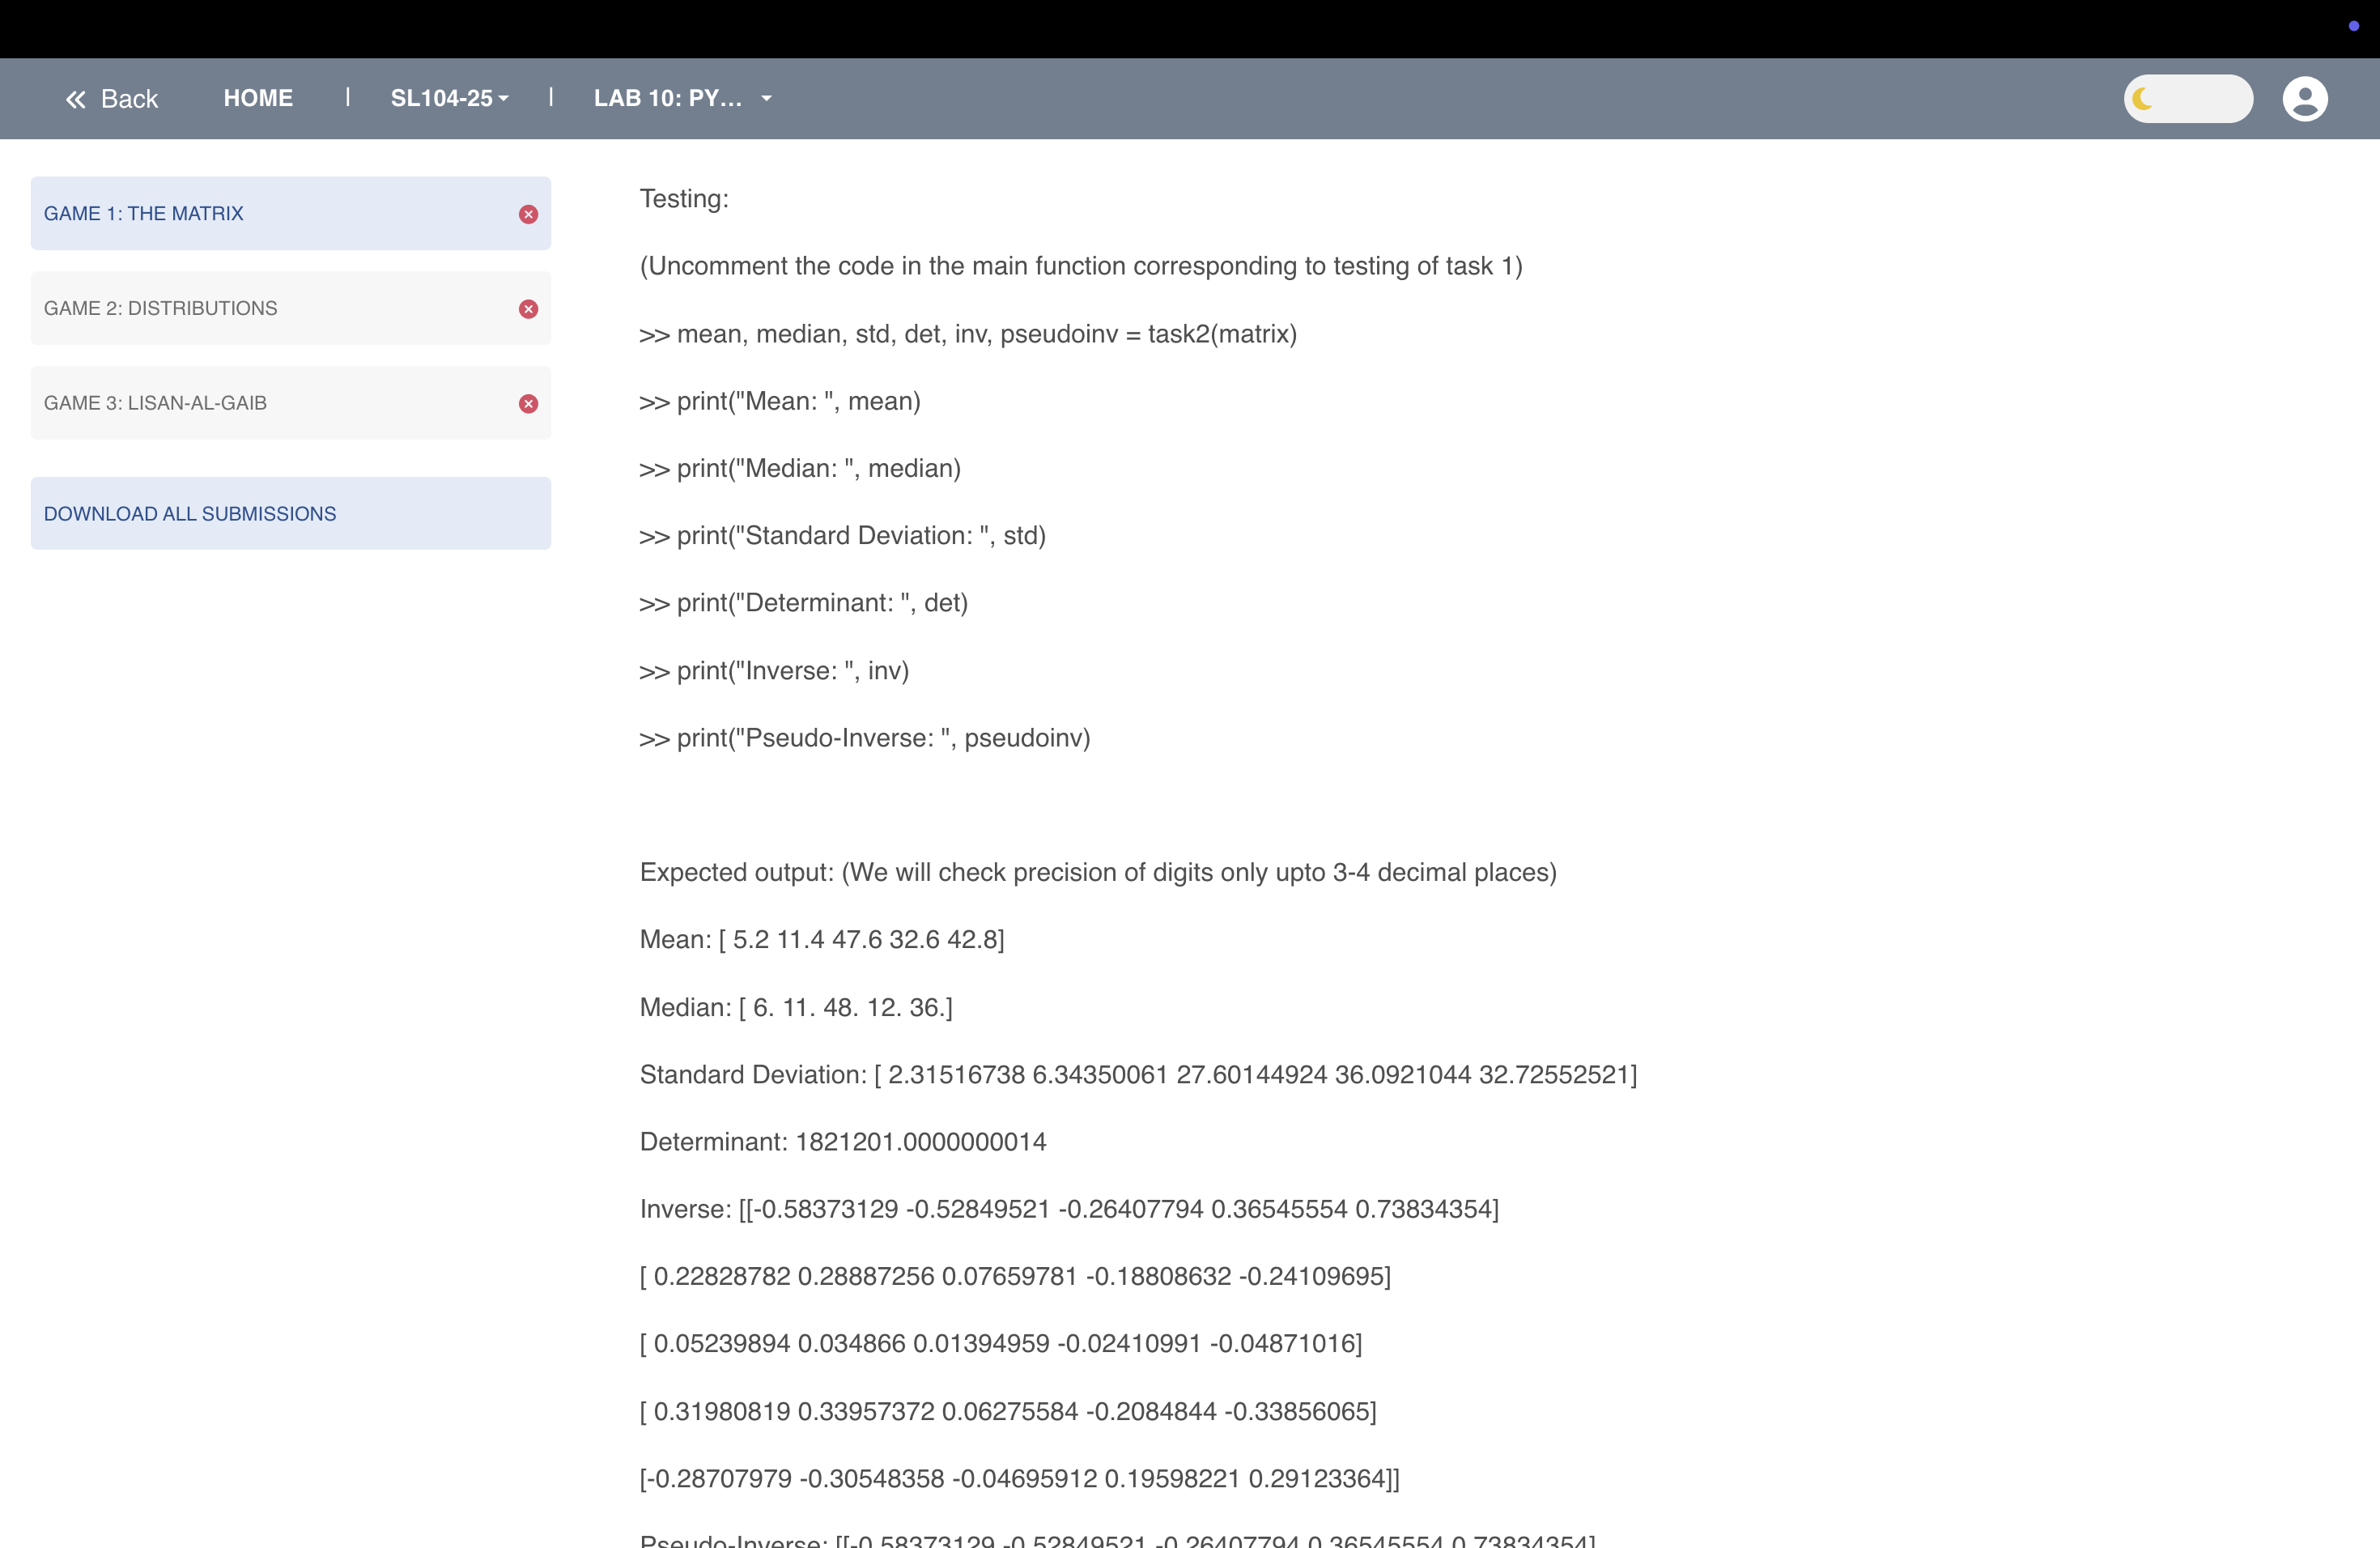 Back HOME | SL104-25 | LAB 10: PY...
GAME 1: THE MATRIX
GAME 2: DISTRIBUTIONS
GAME 3: LISAN-AL-GAIB
DOWNLOAD ALL SUBMISSIONS
Testing:
(Uncomment the code in the main function corresponding to testing of task 1)
>> mean, median, std, det, inv, pseudoinv = task2(matrix)
>> print("Mean: ", mean)
>> print("Median: ", median)
>> print("Standard Deviation: ", std)
>> print("Determinant: ", det)
>> print("Inverse: ", inv)
>> print("Pseudo-Inverse: ", pseudoinv)
Expected output: (We will check precision of digits only upto 3-4 decimal places)
Mean: [ 5.2 11.4 47.6 32.6 42.8]
Median: [ 6. 11. 48. 12. 36.]
Standard Deviation: [ 2.31516738 6.34350061 27.60144924 36.0921044 32.72552521]
Determinant: 1821201.0000000014
Inverse: [[-0.58373129 -0.52849521 -0.26407794 0.36545554 0.73834354]
[ 0.22828782 0.28887256 0.07659781 -0.18808632 -0.24109695]
[ 0.05239894 0.034866 0.01394959 -0.02410991 -0.04871016]
[ 0.31980819 0.33957372 0.06275584 -0.2084844 -0.33856065]
[-0.28707979 -0.30548358 -0.04695912 0.19598221 0.29123364]]
Pseudo-Inverse: [[-0.58373129 -0.52849521 -0.26407794 0.36545554 0.73834354]